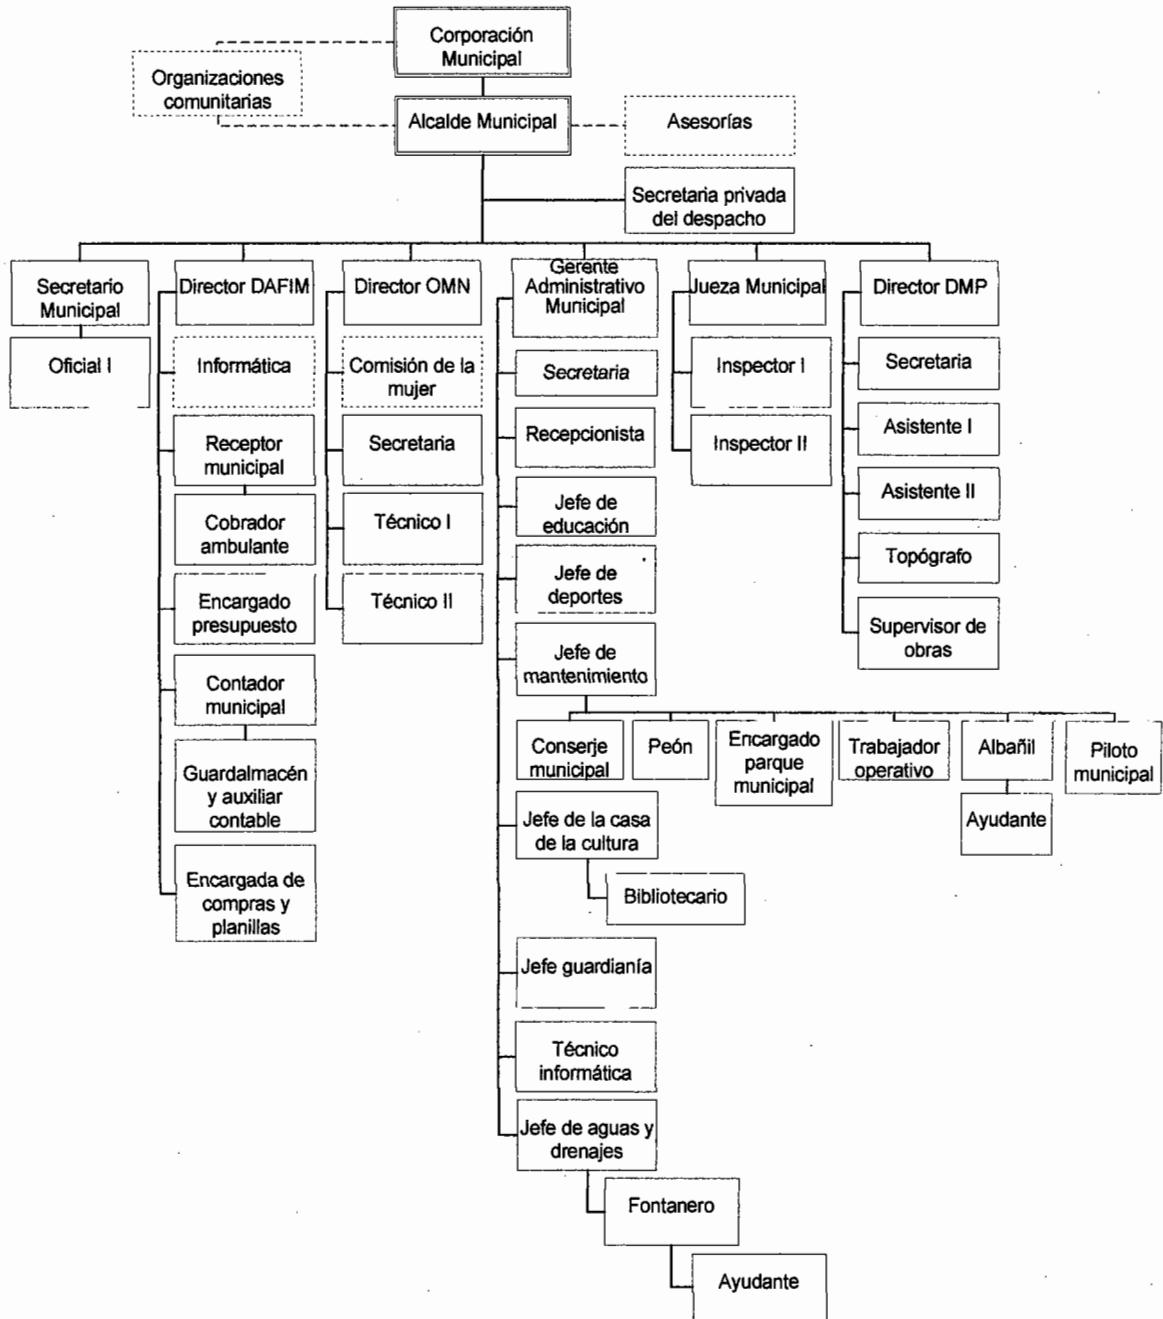 Corporación
Municipal
Organizaciones
comunitarias
Alcalde Municipal
Asesorías
Secretaria privada
del despacho
Secretario
Municipal
Oficial I
Director DAFIM
Informática
Receptor
municipal
Cobrador
ambulante
Encargado
presupuesto
Contador
municipal
Guardalmacén
y auxiliar
contable
Encargada de
compras y
planillas
Director OMN
Comisión de la
mujer
Secretaria
Técnico I
Técnico II
Gerente
Administrativo
Municipal
Secretaria
Recepcionista
Jefe de
educación
Jefe de
deportes
Jefe de
mantenimiento
Conserje
municipal
Peón
Encargado
parque
municipal
Trabajador
operativo
Albañil
Ayudante
Piloto
municipal
Jefe de la casa
de la cultura
Bibliotecario
Jefe guardianía
Técnico
informática
Jefe de aguas y
drenajes
Fontanero
Ayudante
Jueza Municipal
Inspector I
Inspector II
Director DMP
Secretaria
Asistente I
Asistente II
Topógrafo
Supervisor de
obras